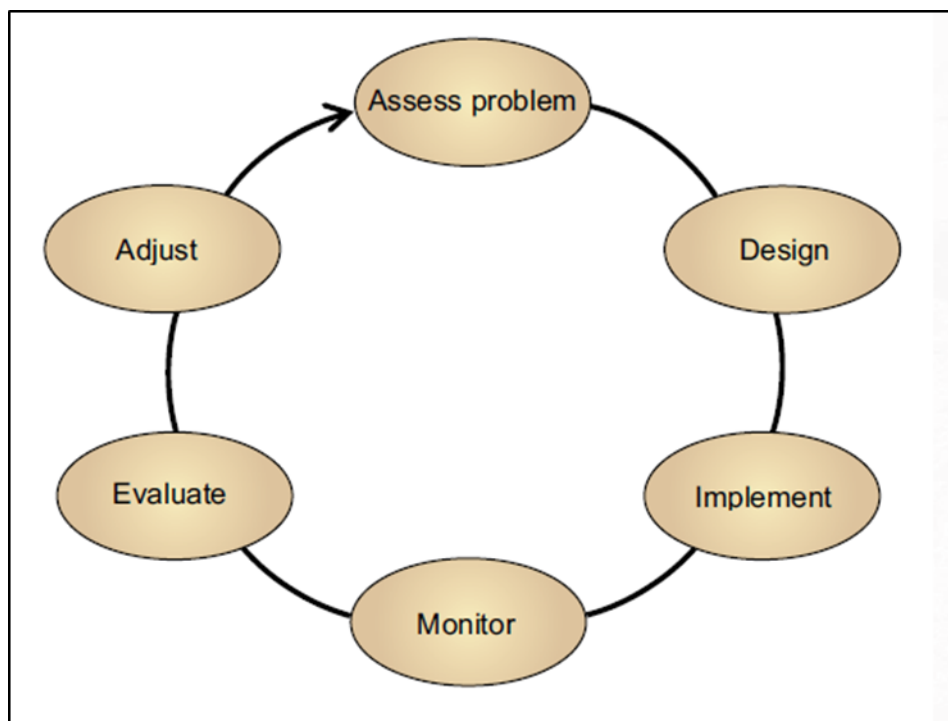 Assess problem
Design
Implement
Monitor
Evaluate
Adjust